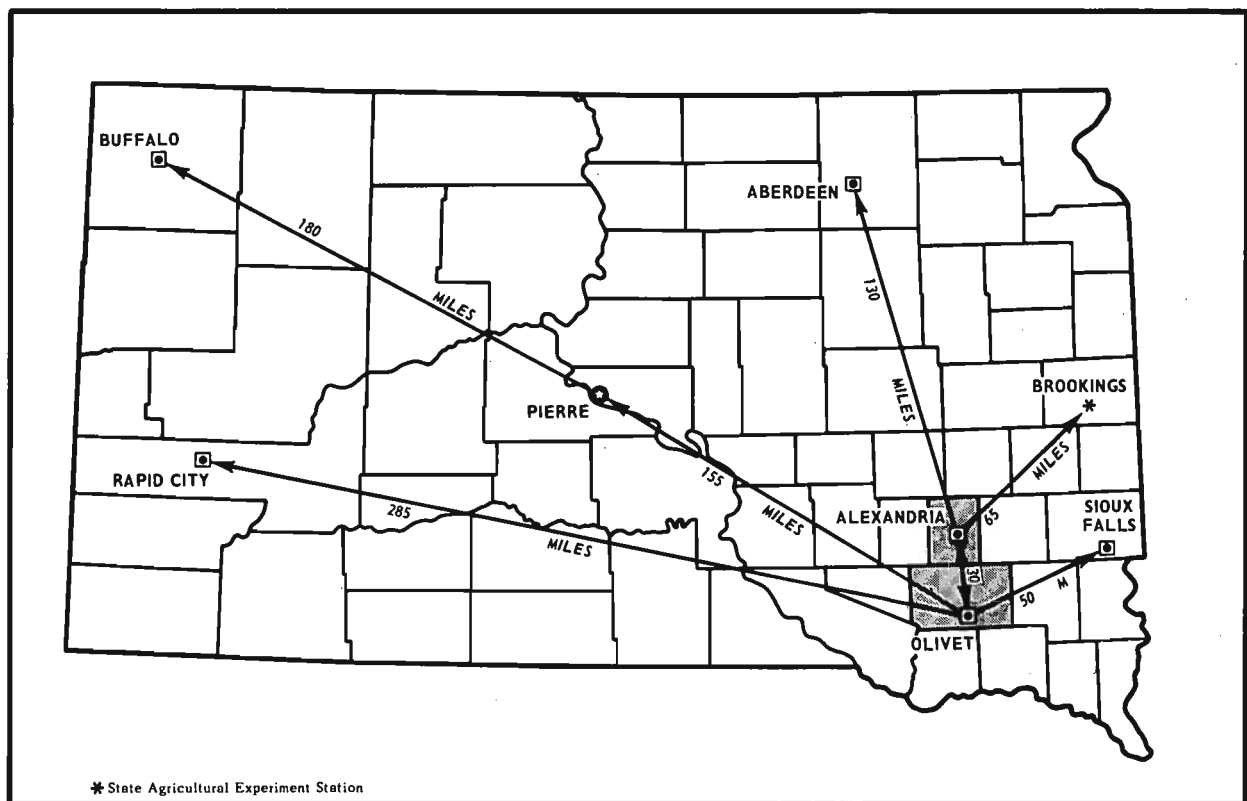 BUFFALO
180
MILES
ABERDEEN
130
MILES
BROOKINGS
*
MILES
65
PIERRE
155
MILES
RAPID CITY
285
MILES
ALEXANDRIA
SIOUX
FALLS
30
50
M
OLIVET
* State Agricultural Experiment Station